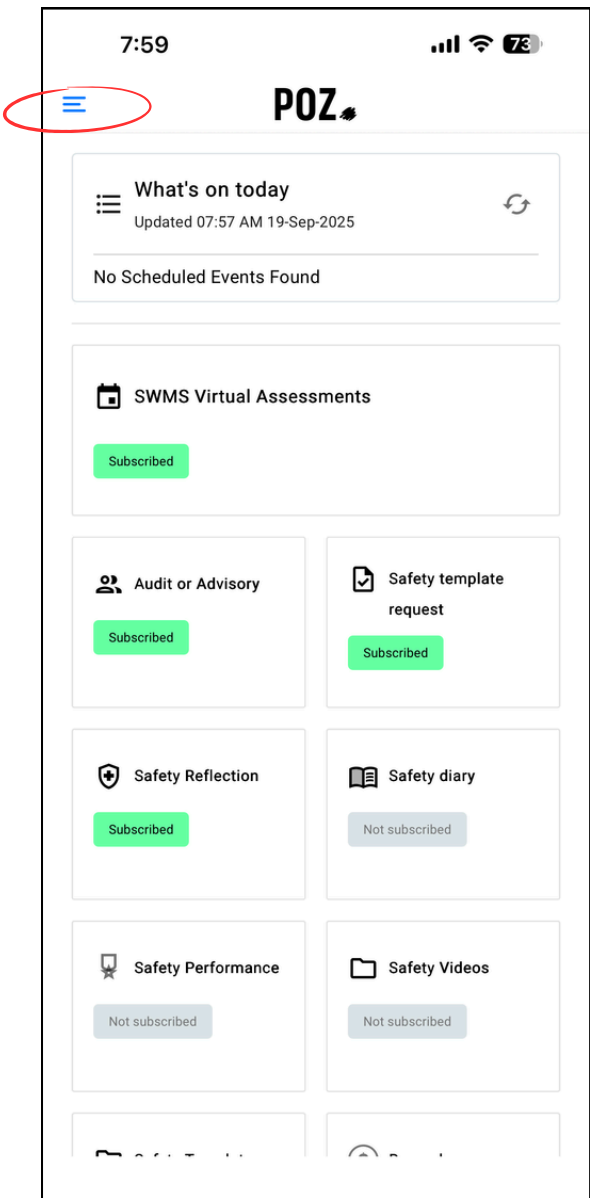 7:59
73
POZ
What's on today
Updated 07:57 AM 19-Sep-2025
No Scheduled Events Found
SWMS Virtual Assessments
Subscribed
Audit or Advisory
Subscribed
Safety template
request
Subscribed
Safety Reflection
Subscribed
Safety diary
Not subscribed
Safety Performance
Not subscribed
Safety Videos
Not subscribed